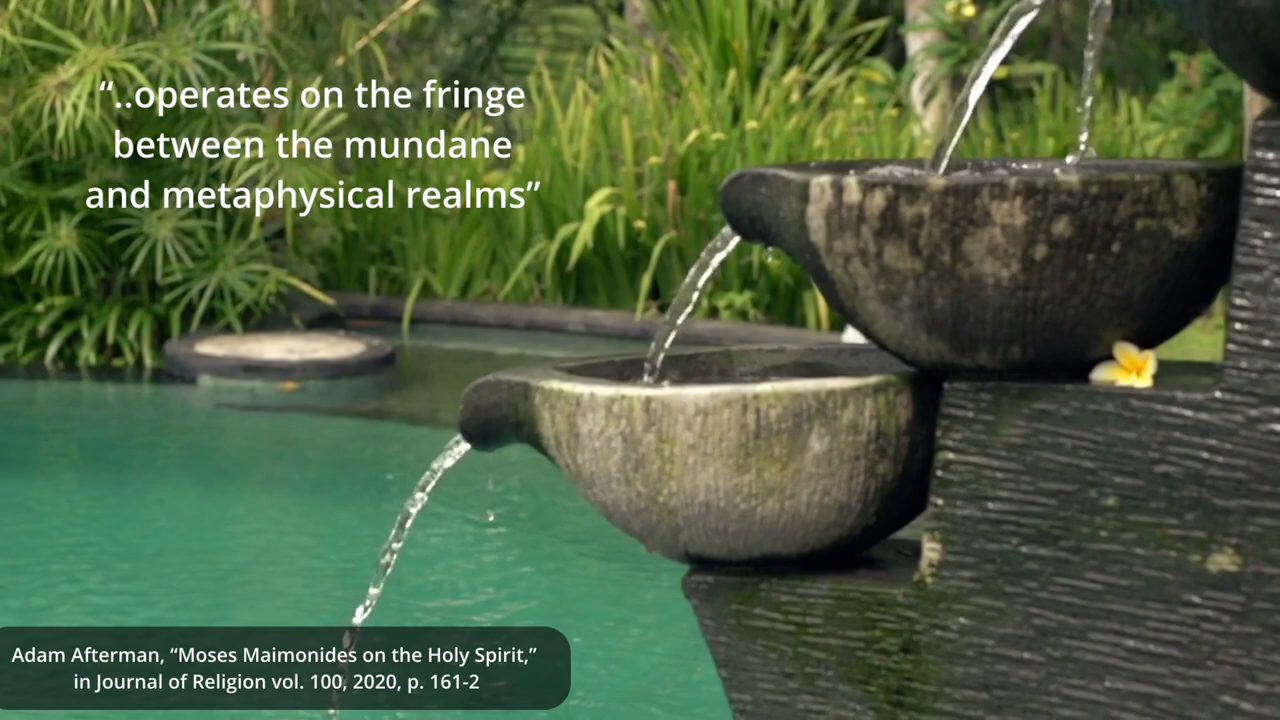 “..operates on the fringe
between the mundane
and metaphysical realms”
Adam Afterman, “Moses Maimonides on the Holy Spirit,”
in Journal of Religion vol. 100, 2020, p. 161-2